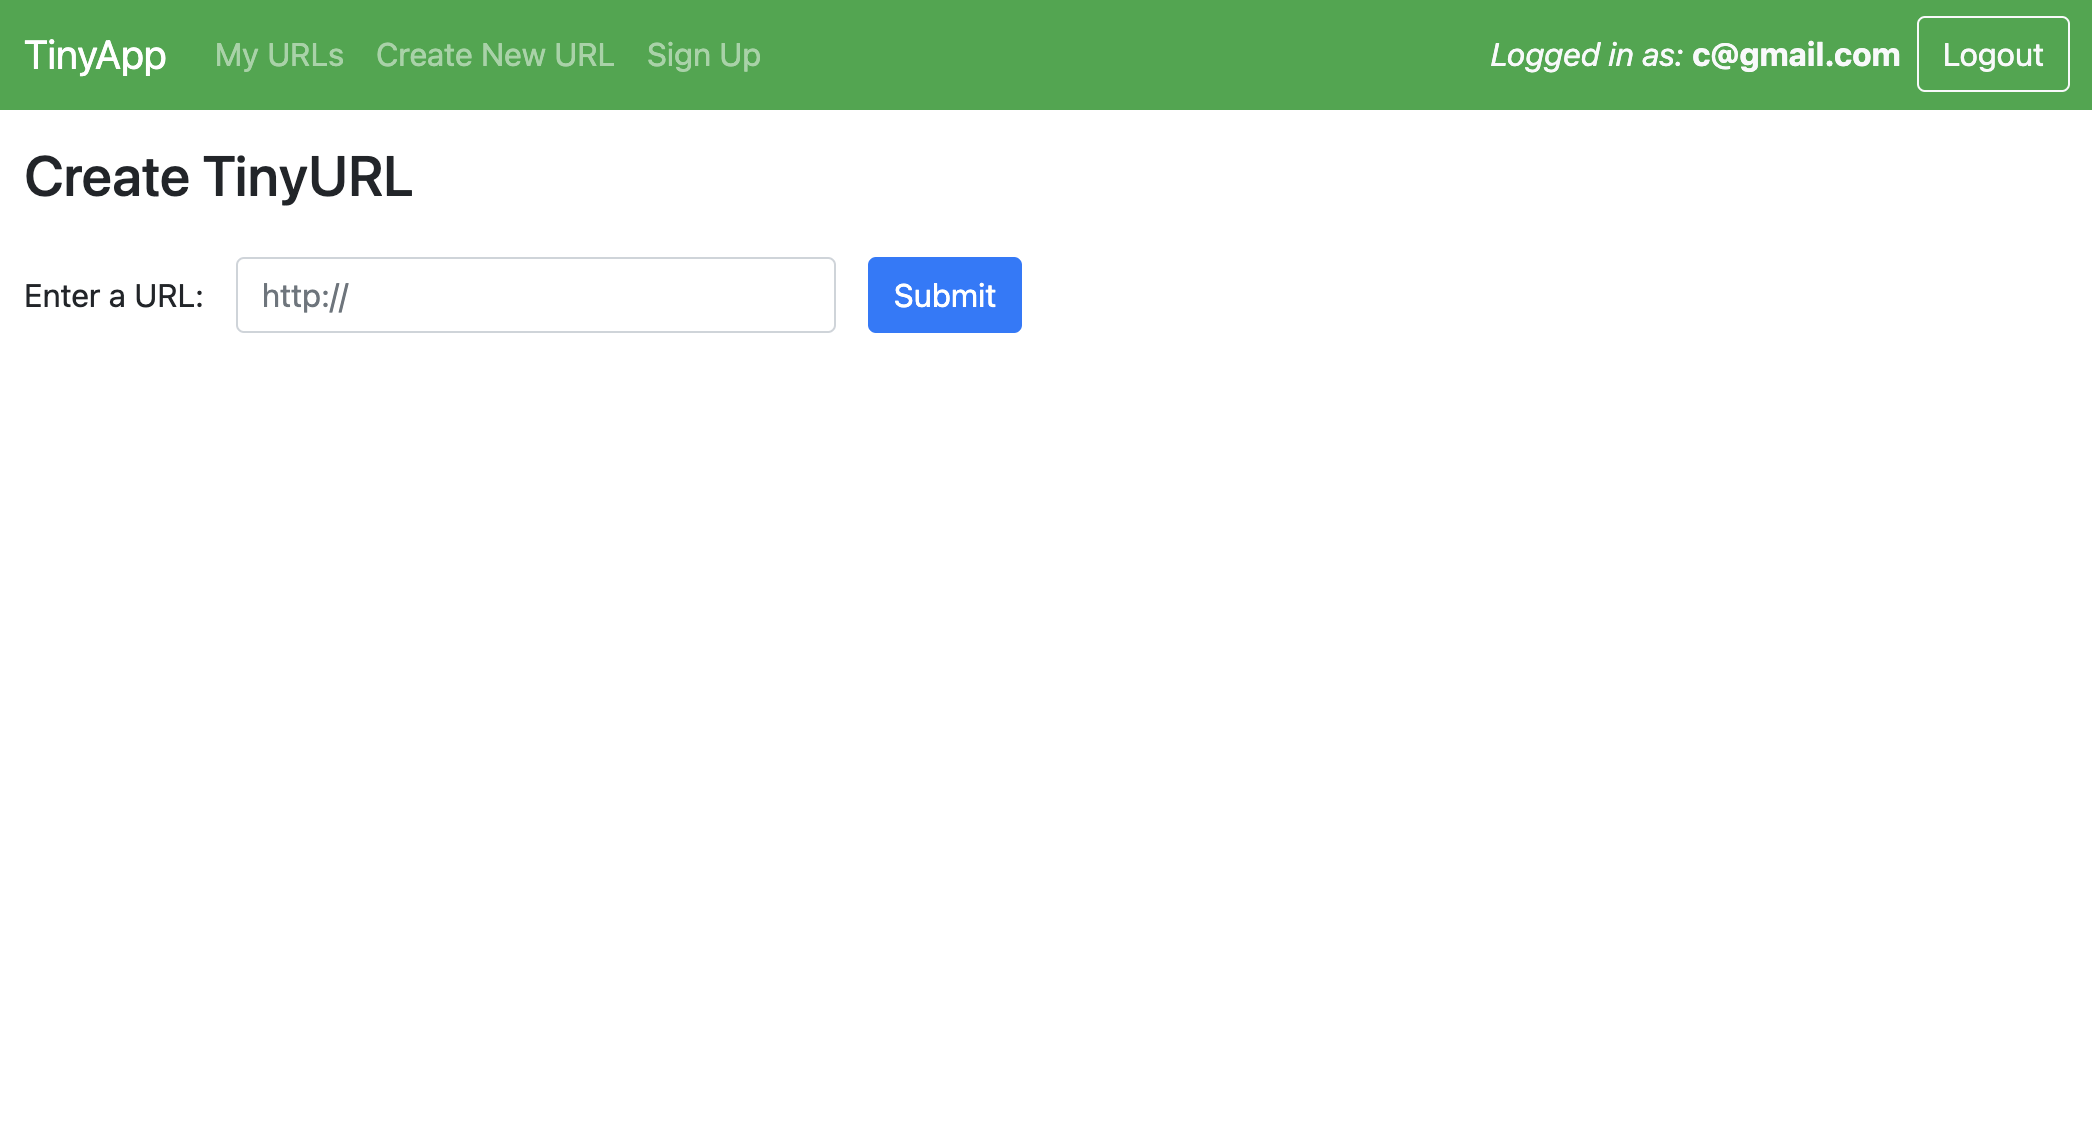 TinyApp My URLs Create New URL Sign Up Logged in as: c@gmail.com Logout
Create TinyURL
Enter a URL: http:// Submit